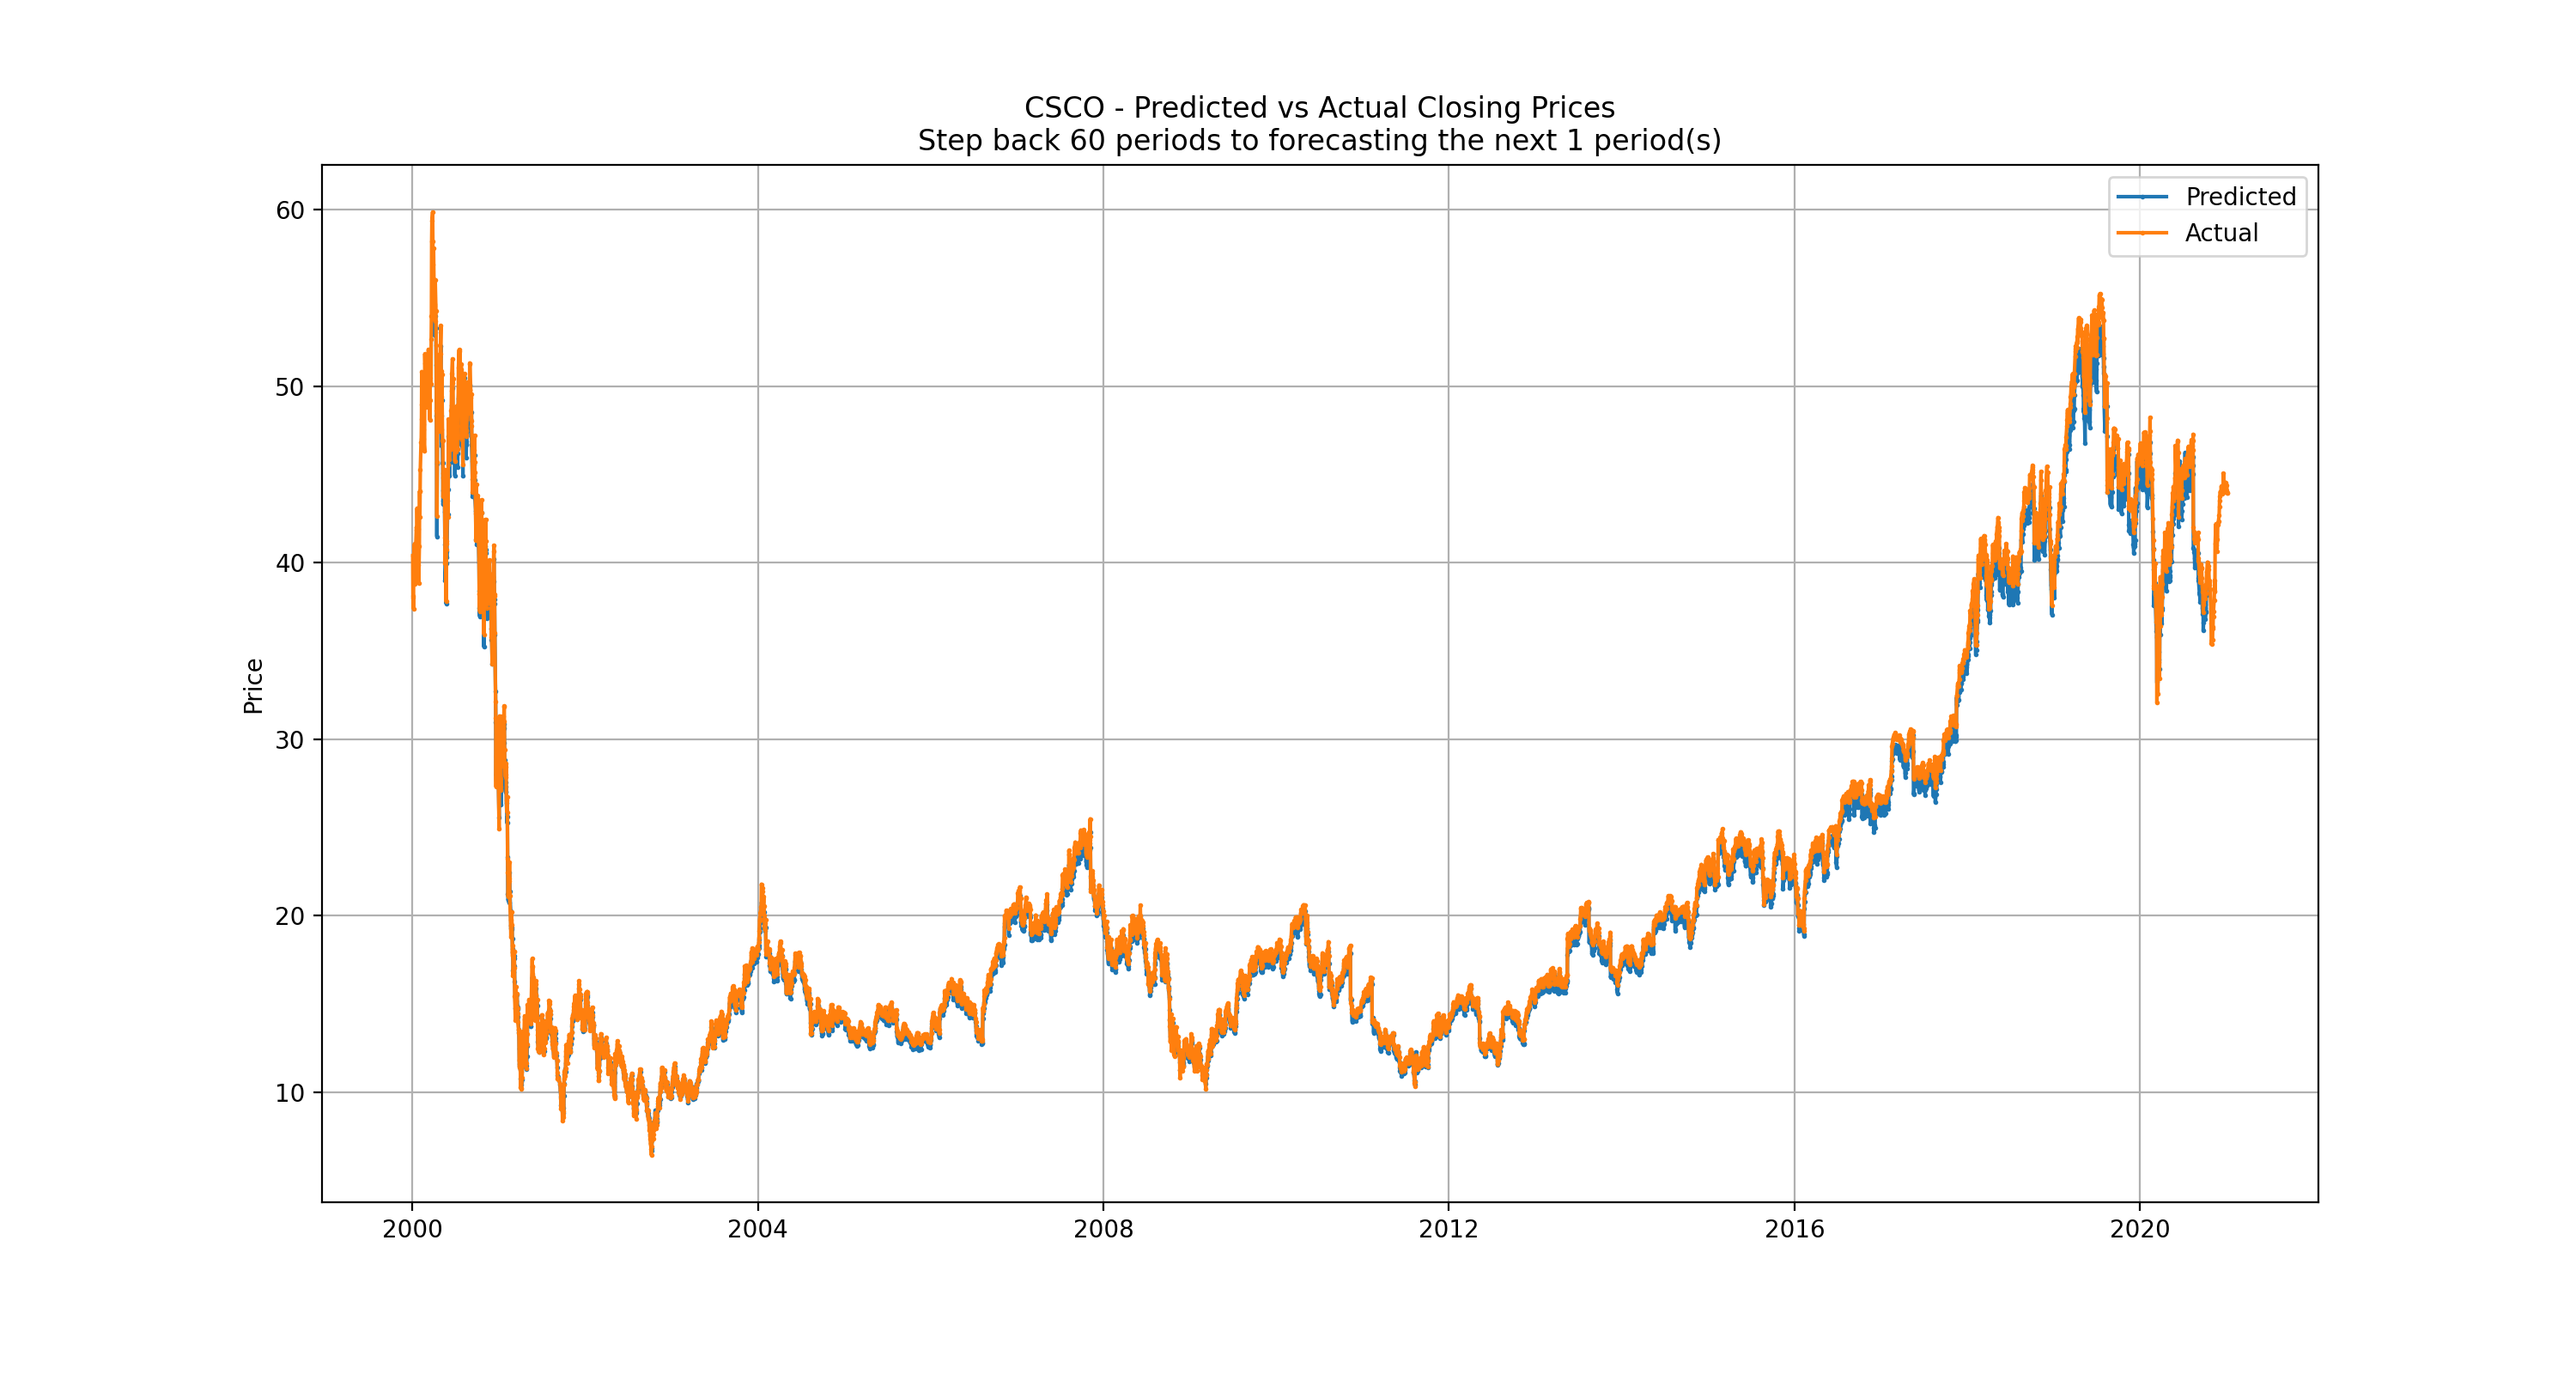 CSCO - Predicted vs Actual Closing Prices
Step back 60 periods to forecasting the next 1 period(s)
Predicted
Actual
Price
60
50
40
30
20
10
2000
2004
2008
2012
2016
2020